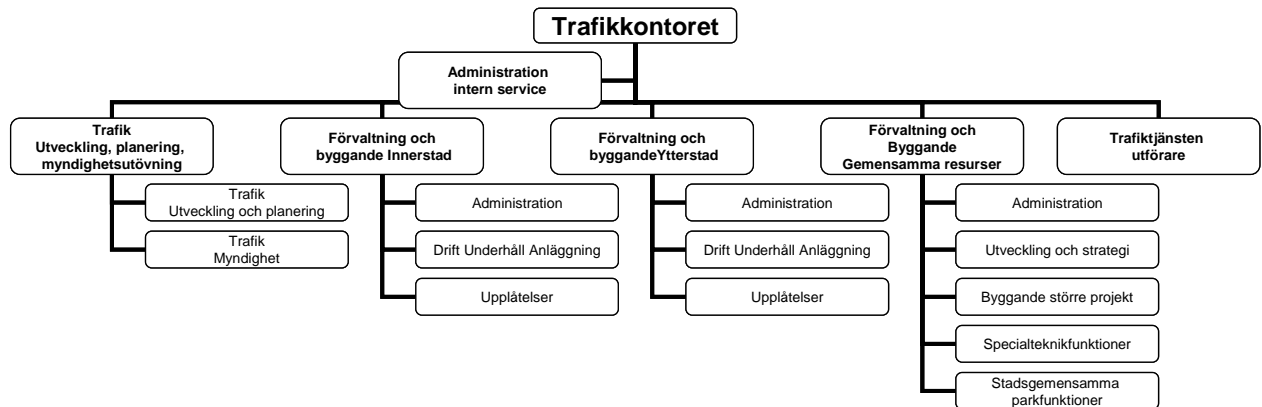 Trafikkontoret
Administration
intern service
Trafik
Utveckling, planering,
myndighetsutövning
Förvaltning och
byggande Innerstad
Förvaltning och
byggandeYtterstad
Förvaltning och
Byggande
Gemensamma resurser
Trafiktjänsten
utförare
Trafik
Utveckling och planering
Trafik
Myndighet
Administration
Drift Underhåll Anläggning
Upplåtelser
Administration
Drift Underhåll Anläggning
Upplåtelser
Administration
Utveckling och strategi
Byggande större projekt
Specialteknikfunktioner
Stadsgemensamma
parkfunktioner